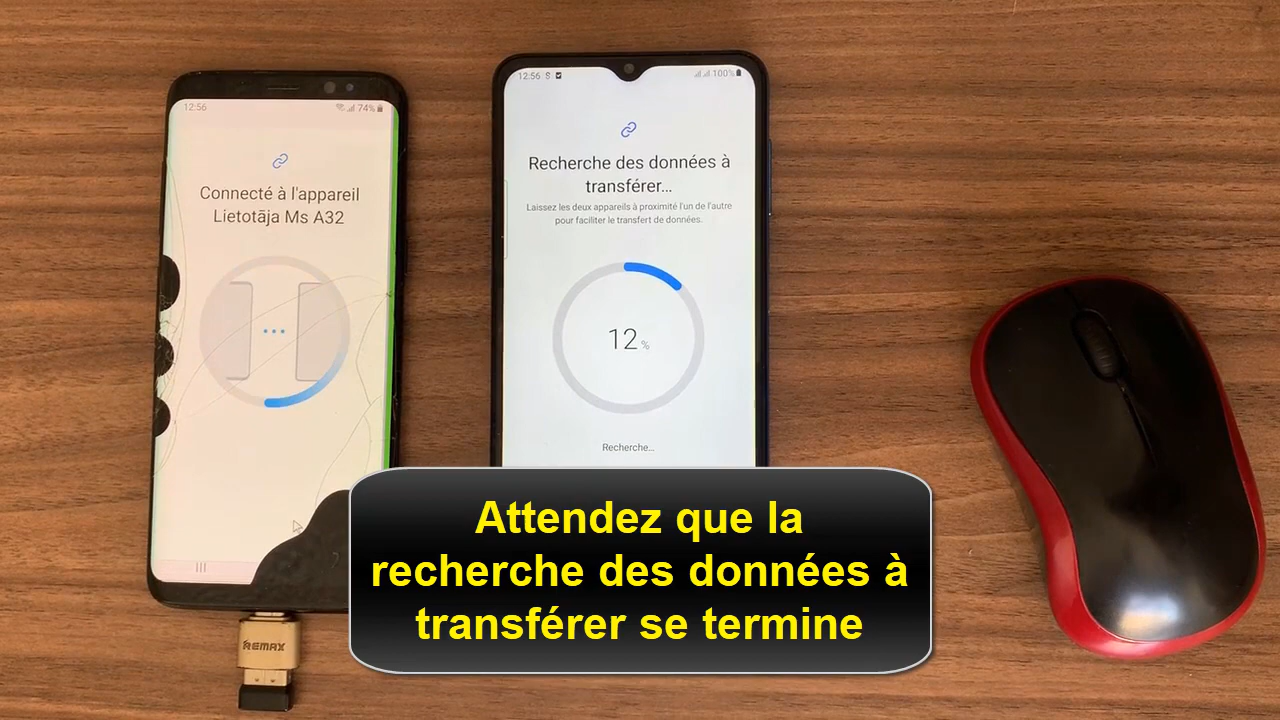 12:56
74%
Connecté à l'appareil
Lietotāja Ms A32
REMAX
12:56
100%
Recherche des données à
transférer...
Laissez les deux appareils à proximité l'un de l'autre
pour faciliter le transfert de données.
12 %
Recherche...
Attendez que la
recherche des données à
transférer se termine